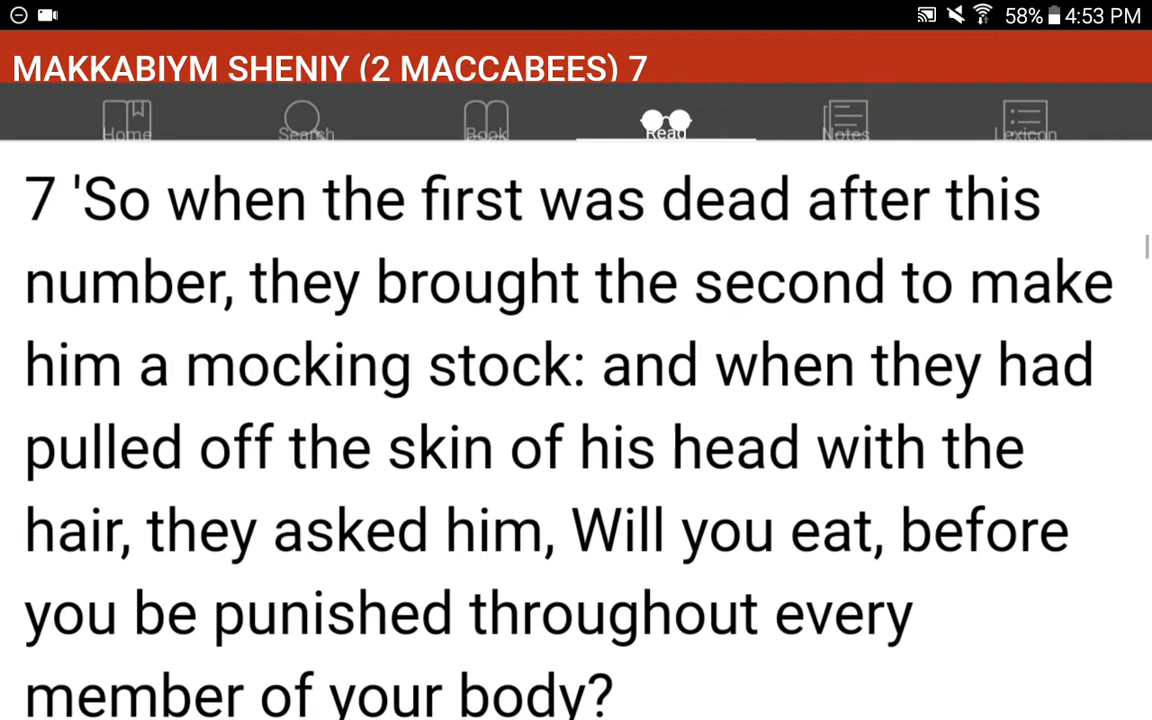 58% 4:53 PM
MAKKABIYM SHENIY (2 MACCABEES) 7
Home Search Book Read Notes Lexicon
7 'So when the first was dead after this
number, they brought the second to make
him a mocking stock: and when they had
pulled off the skin of his head with the
hair, they asked him, Will you eat, before
you be punished throughout every
member of your body?